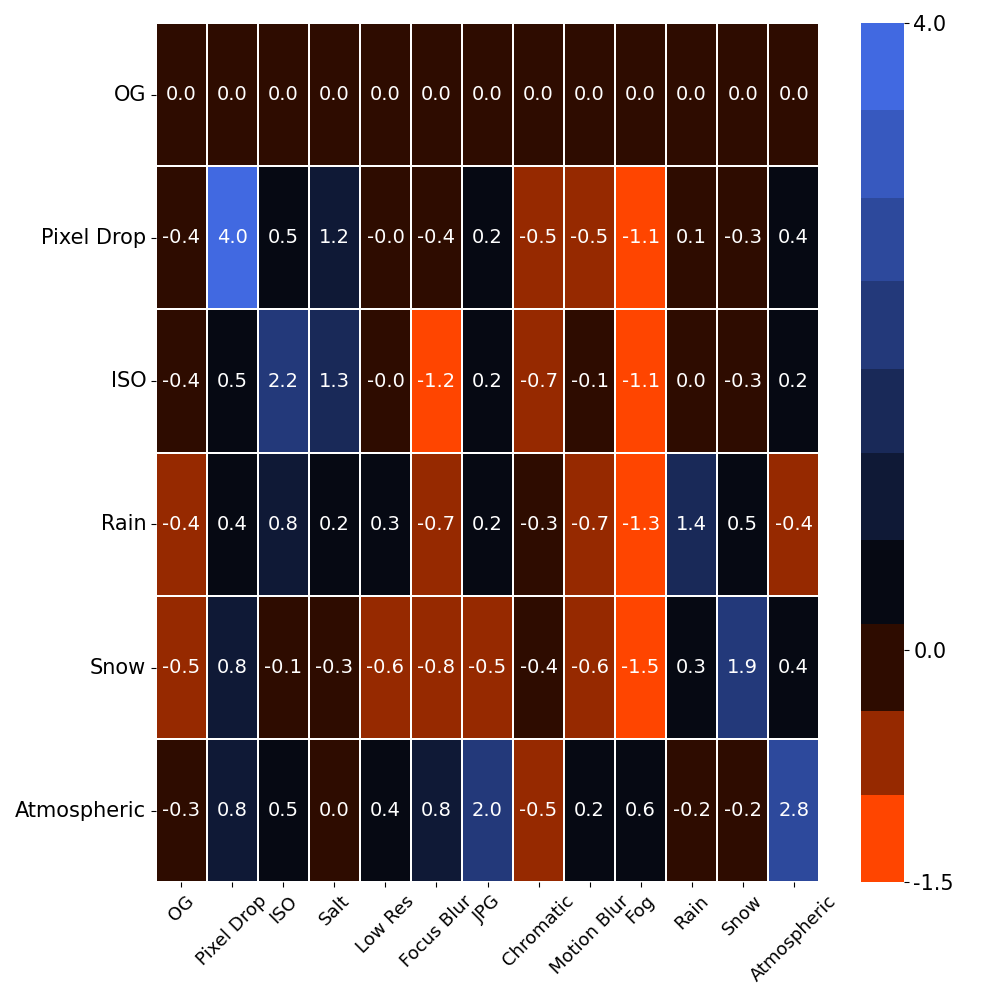 4.0
OG 0.0 0.0 0.0 0.0 0.0 0.0 0.0 0.0 0.0 0.0 0.0 0.0 0.0
Pixel Drop -0.4 4.0 0.5 1.2 -0.0 -0.4 0.2 -0.5 -0.5 -1.1 0.1 -0.3 0.4
ISO -0.4 0.5 2.2 1.3 -0.0 -1.2 0.2 -0.7 -0.1 -1.1 0.0 -0.3 0.2
Rain -0.4 0.4 0.8 0.2 0.3 -0.7 0.2 -0.3 -0.7 -1.3 1.4 0.5 -0.4
0.0
Snow -0.5 0.8 -0.1 -0.3 -0.6 -0.8 -0.5 -0.4 -0.6 -1.5 0.3 1.9 0.4
Atmospheric -0.3 0.8 0.5 0.0 0.4 0.8 2.0 -0.5 0.2 0.6 -0.2 -0.2 2.8
-1.5
OG Pixel Drop ISO Salt Low Res Focus Blur JPG Chromatic Motion Blur Fog Rain Snow Atmospheric